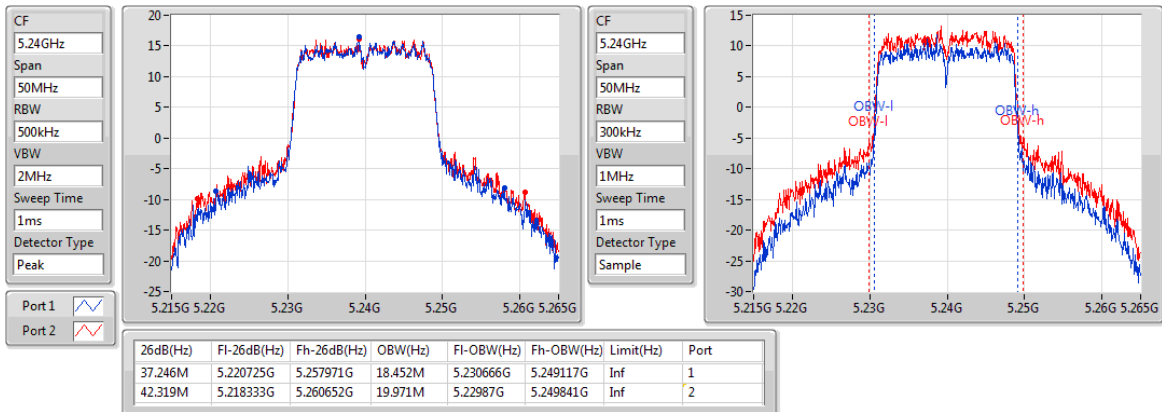 CF
5.24GHz
Span
50MHz
RBW
500kHz
VBW
2MHz
Sweep Time
1ms
Detector Type
Peak
Port 1
Port 2
20
15
10
5
0
-5
-10
-15
-20
-25
5.215G 5.22G 5.23G 5.24G 5.25G 5.26G 5.265G
CF
5.24GHz
Span
50MHz
RBW
300kHz
VBW
1MHz
Sweep Time
1ms
Detector Type
Sample
15
10
5
0
-5
-10
-15
-20
-25
-30
OBW-l
OBW-l
OBW-h
OBW-h
5.215G 5.22G 5.23G 5.24G 5.25G 5.26G 5.265G
26dB(Hz) Fl-26dB(Hz) Fh-26dB(Hz) OBW(Hz) Fl-OBW(Hz) Fh-OBW(Hz) Limit(Hz) Port
37.246M 5.220725G 5.257971G 18.452M 5.230666G 5.249117G Inf 1
42.319M 5.218333G 5.260652G 19.971M 5.22987G 5.249841G Inf 2